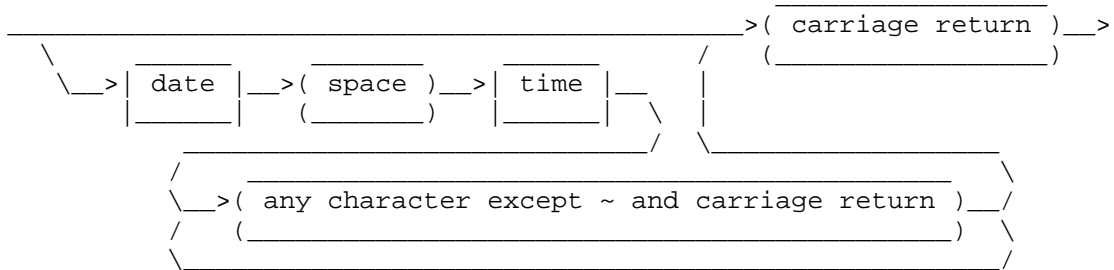 carriage return
date space time
any character except ~ and carriage return